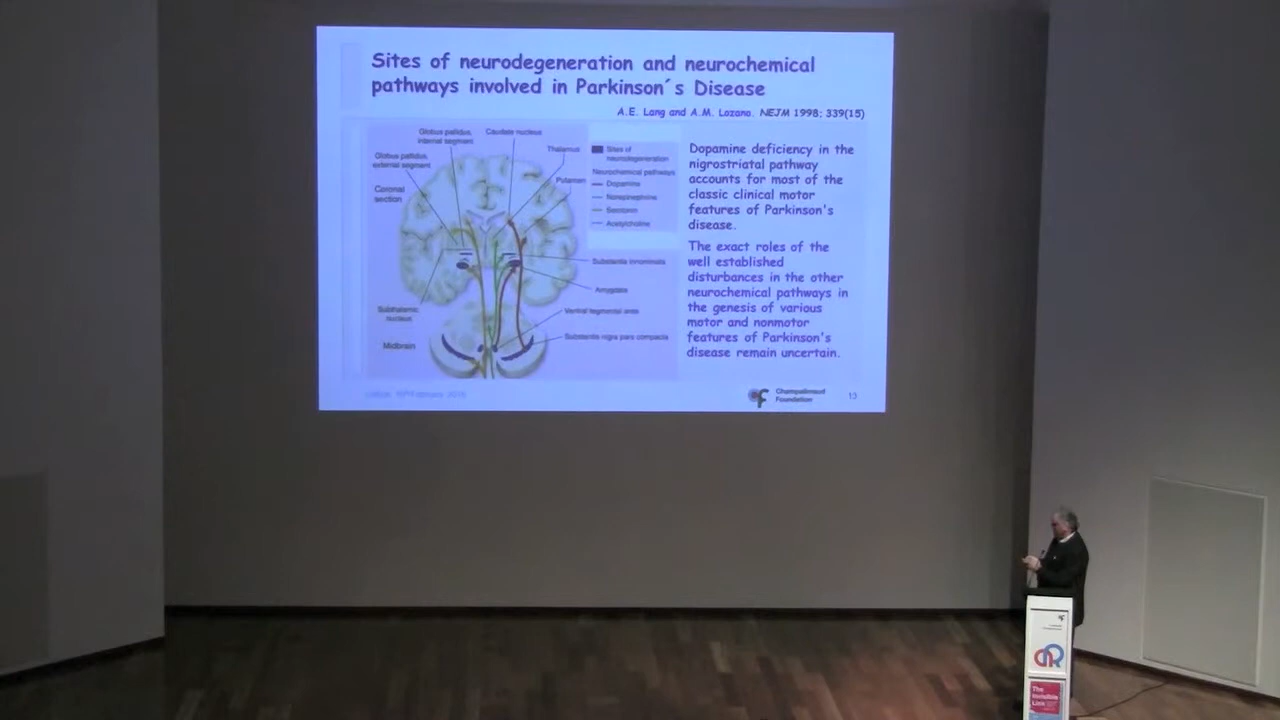 Sites of neurodegeneration and neurochemical
pathways involved in Parkinson´s Disease
A.E. Lang and A.M. Lozano. NEJM 1998; 339(15)
Globus pallidus,
internal segment
Caudate nucleus
Thalamus
Globus pallidus,
external segment
Putamen
Coronal
section
Sites of
neurodegeneration
Neurochemical pathways
Dopamine
Norepinephrine
Serotonin
Acetylcholine
Substantia innominata
Amygdala
Ventral tegmental area
Subthalamic
nucleus
Substantia nigra pars compacta
Midbrain
Dopamine deficiency in the
nigrostriatal pathway
accounts for most of the
classic clinical motor
features of Parkinson's
disease.
The exact roles of the
well established
disturbances in the other
neurochemical pathways in
the genesis of various
motor and nonmotor
features of Parkinson's
disease remain uncertain.
Champalimaud
Foundation
13
The
Invisible
Link